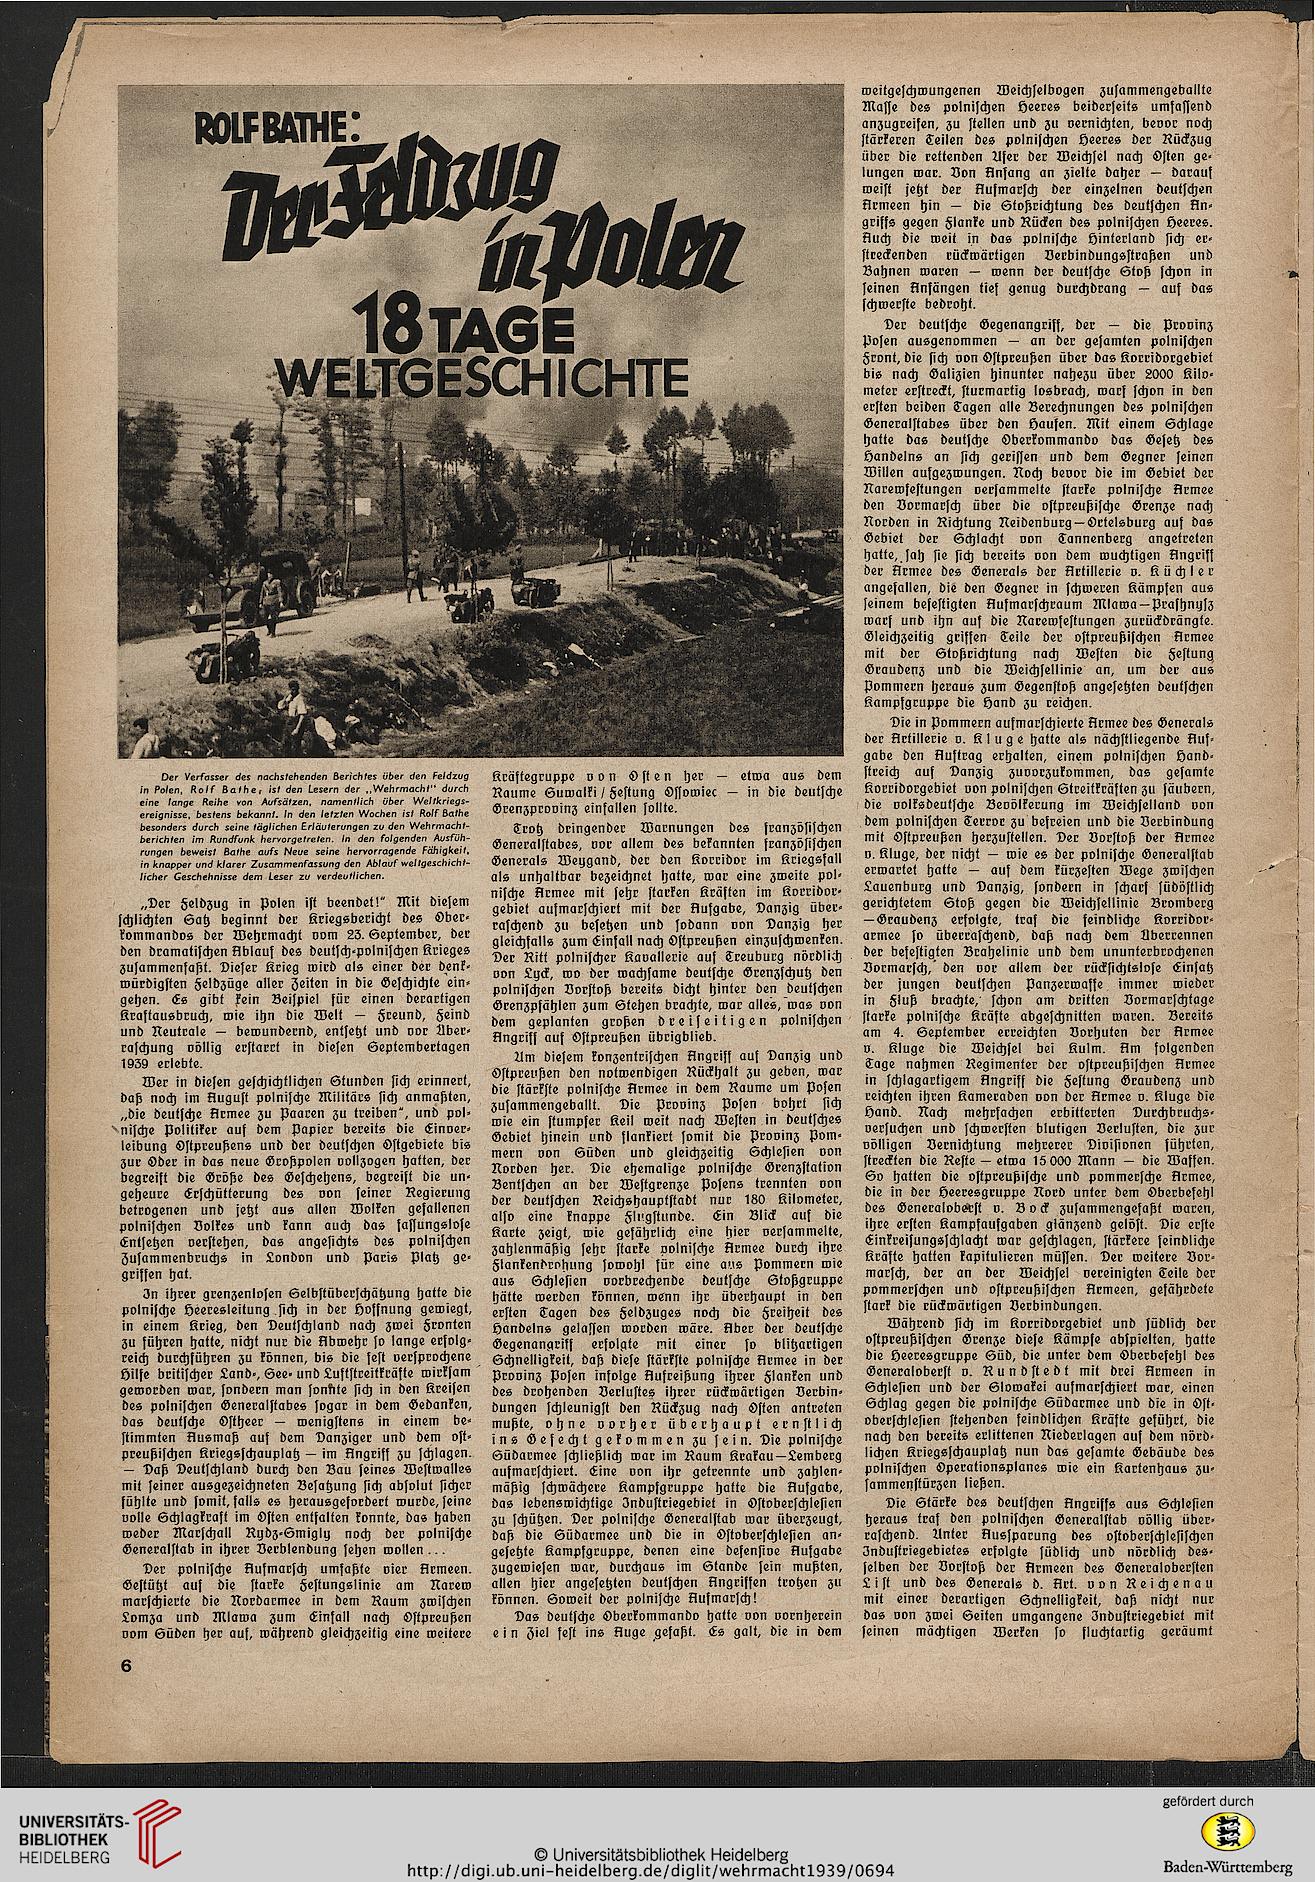 ROLF BATHE:
Der Feldzug
in Polen
18 TAGE
WELTGESCHICHTE
Der Verfasser des nachstehenden Berichtes über den Feldzug
in Polen, Rolf Bathe, ist den Lesern der „Wehrmacht" durch
eine lange Reihe von Aufsätzen, namentlich über Weltkriegs-
ereignisse, bestens bekannt. In den letzten Wochen ist Rolf Bathe
besonders durch seine täglichen Erläuterungen zu den Wehrmacht-
berichten im Rundfunk hervorgetreten. In den folgenden Ausfüh-
rungen beweist Bathe aufs Neue seine hervorragende Fähigkeit,
in knapper und klarer Zusammenfassung den Ablauf weltgeschicht-
licher Geschehnisse dem Leser zu verdeutlichen.
„Der Feldzug in Polen ist beendet!" Mit diesem
schlichten Satz beginnt der Kriegsbericht des Ober-
kommandos der Wehrmacht vom 23. September, der
den dramatischen Ablauf des deutsch-polnischen Krieges
zusammenfaßt. Dieser Krieg wird als einer der denk-
würdigsten Feldzüge aller Zeiten in die Geschichte ein-
gehen. Es gibt kein Beispiel für einen derartigen
Kraftausbruch, wie ihn die Welt — Freund, Feind
und Neutrale — bewundernd, entsetzt und vor Über-
raschung völlig erstarrt in diesen Septembertagen
1939 erlebte.
Wer in diesen geschichtlichen Stunden sich erinnert,
daß noch im August polnische Militärs sich anmaßten,
„die deutsche Armee zu Paaren zu treiben", und pol-
nische Politiker auf dem Papier bereits die Einver-
leibung Ostpreußens und der deutschen Ostgebiete bis
zur Oder in das neue Großpolen vollzogen hatten, der
begreift die Größe des Geschehens, begreift die un-
geheure Erschütterung des von seiner Regierung
betrogenen und jetzt aus allen Wolken gefallenen
polnischen Volkes und kann auch das fassungslose
Entsetzen verstehen, das angesichts des polnischen
Zusammenbruchs in London und Paris Platz ge-
griffen hat.
In ihrer grenzenlosen Selbstüberschätzung hatte die
polnische Heeresleitung sich in der Hoffnung gewiegt,
in einem Krieg, den Deutschland nach zwei Fronten
zu führen hatte, nicht nur die Abwehr so lange erfolg-
reich durchführen zu können, bis die fest versprochene
Hilfe britischer Land-, See- und Luftstreitkräfte wirksam
geworden war, sondern man sonnte sich in den Kreisen
des polnischen Generalstabes sogar in dem Gedanken,
das deutsche Ostheer — wenigstens in einem be-
stimmten Ausmaß auf dem Danziger und dem ost-
preußischen Kriegsschauplatz — im Angriff zu schlagen.
— Daß Deutschland durch den Bau seines Westwalles
mit seiner ausgezeichneten Besatzung sich absolut sicher
fühlte und somit, falls es herausgefordert wurde, seine
volle Schlagkraft im Osten entfalten konnte, das haben
weder Marschall Rydz-Smigly noch der polnische
Generalstab in ihrer Verblendung sehen wollen ...
Der polnische Aufmarsch umfaßte vier Armeen.
Gestützt auf die starke Festungslinie am Narew
marschierte die Nordarmee in dem Raum zwischen
Lomza und Mlawa zum Einfall nach Ostpreußen
vom Süden her auf, während gleichzeitig eine weitere
Kräftegruppe von Osten her — etwa aus dem
Raume Suwalki / Festung Ossowiec — in die deutsche
Grenzprovinz einfallen sollte.
Trotz dringender Warnungen des französischen
Generalstabes, vor allem des bekannten französischen
Generals Weygand, der den Korridor im Kriegsfall
als unhaltbar bezeichnet hatte, war eine zweite pol-
nische Armee mit sehr starken Kräften im Korridor-
gebiet aufmarschiert mit der Aufgabe, Danzig über-
raschend zu besetzen und sodann von Danzig her
gleichfalls zum Einfall nach Ostpreußen einzuschwenken.
Der Ritt polnischer Kavallerie auf Treuburg nördlich
von Lyck, wo der wachsame deutsche Grenzschutz den
polnischen Vorstoß bereits dicht hinter den deutschen
Grenzpfählen zum Stehen brachte, war alles, was von
dem geplanten großen dreiseitigen polnischen
Angriff auf Ostpreußen übrigblieb.
Um diesem konzentrischen Angriff auf Danzig und
Ostpreußen den notwendigen Rückhalt zu geben, war
die stärkste polnische Armee in dem Raume um Posen
zusammengeballt. Die Provinz Posen bohrt sich
wie ein stumpfer Keil weit nach Westen in deutsches
Gebiet hinein und flankiert somit die Provinz Pom-
mern von Süden und gleichzeitig Schlesien von
Norden her. Die ehemalige polnische Grenzstation
Bentschen an der Westgrenze Posens trennten von
der deutschen Reichshauptstadt nur 180 Kilometer,
also eine knappe Flugstunde. Ein Blick auf die
Karte zeigt, wie gefährlich eine hier versammelte,
zahlenmäßig sehr starke polnische Armee durch ihre
Flankendrohung sowohl für eine aus Pommern wie
aus Schlesien vorbrechende deutsche Stoßgruppe
hätte werden können, wenn ihr überhaupt in den
ersten Tagen des Feldzuges noch die Freiheit des
Handelns gelassen worden wäre. Aber der deutsche
Gegenangriff erfolgte mit einer so blitzartigen
Schnelligkeit, daß diese stärkste polnische Armee in der
Provinz Posen infolge Aufreißung ihrer Flanken und
des drohenden Verlustes ihrer rückwärtigen Verbin-
dungen schleunigst den Rückzug nach Osten antreten
mußte, ohne vorher überhaupt ernstlich
ins Gefecht gekommen zu sein. Die polnische
Südarmee schließlich war im Raum Krakau—Lemberg
aufmarschiert. Eine von ihr getrennte und zahlen-
mäßig schwächere Kampfgruppe hatte die Aufgabe,
das lebenswichtige Industriegebiet in Ostoberschlesien
zu schützen. Der polnische Generalstab war überzeugt,
daß die Südarmee und die in Ostoberschlesien an-
gesetzte Kampfgruppe, denen eine defensive Aufgabe
zugewiesen war, durchaus im Stande sein mußten,
allen hier angesetzten deutschen Angriffen trotzen zu
können. Soweit der polnische Aufmarsch!
Das deutsche Oberkommando hatte von vornherein
ein Ziel fest ins Auge gefaßt. Es galt, die in dem
weitgeschwungenen Weichselbogen zusammengeballte
Masse des polnischen Heeres beiderseits umfassend
anzugreifen, zu stellen und zu vernichten, bevor noch
stärkeren Teilen des polnischen Heeres der Rückzug
über die rettenden Ufer der Weichsel nach Osten ge-
lungen war. Von Anfang an zielte daher — darauf
weist jetzt der Aufmarsch der einzelnen deutschen
Armeen hin — die Stoßrichtung des deutschen An-
griffs gegen Flanke und Rücken des polnischen Heeres.
Auch die weit in das polnische Hinterland sich er-
streckenden rückwärtigen Verbindungsstraßen und
Bahnen waren — wenn der deutsche Stoß schon in
seinen Anfängen tief genug durchdrang — auf das
schwerste bedroht.
Der deutsche Gegenangriff, der — die Provinz
Posen ausgenommen — an der gesamten polnischen
Front, die sich von Ostpreußen über das Korridorgebiet
bis nach Galizien hinunter nahezu über 2000 Kilo-
meter erstreckt, sturmartig losbrach, warf schon in den
ersten beiden Tagen alle Berechnungen des polnischen
Generalstabes über den Haufen. Mit einem Schlage
hatte das deutsche Oberkommando das Gesetz des
Handelns an sich gerissen und dem Gegner seinen
Willen aufgezwungen. Noch bevor die im Gebiet der
Narewfestungen versammelte starke polnische Armee
den Vormarsch über die ostpreußische Grenze nach
Norden in Richtung Neidenburg—Ortelsburg auf das
Gebiet der Schlacht von Tannenberg angetreten
hatte, sah sie sich bereits von dem wuchtigen Angriff
der Armee des Generals der Artillerie v. Küchler
angefallen, die den Gegner in schweren Kämpfen aus
seinem befestigten Aufmarschraum Mlawa—Prashnysz
warf und ihn auf die Narewfestungen zurückdrängte.
Gleichzeitig griffen Teile der ostpreußischen Armee
mit der Stoßrichtung nach Westen die Festung
Graudenz und die Weichsellinie an, um der aus
Pommern heraus zum Gegenstoß angesetzten deutschen
Kampfgruppe die Hand zu reichen.
Die in Pommern aufmarschierte Armee des Generals
der Artillerie v. Kluge hatte als nächstliegende Auf-
gabe den Auftrag erhalten, einem polnischen Hand-
streich auf Danzig zuvorzukommen, das gesamte
Korridorgebiet von polnischen Streitkräften zu säubern,
die volksdeutsche Bevölkerung im Weichselland von
dem polnischen Terror zu befreien und die Verbindung
mit Ostpreußen herzustellen. Der Vorstoß der Armee
v. Kluge, der nicht — wie es der polnische Generalstab
erwartet hatte — auf dem kürzesten Wege zwischen
Lauenburg und Danzig, sondern in scharf südöstlich
gerichtetem Stoß gegen die Weichsellinie Bromberg
—Graudenz erfolgte, traf die feindliche Korridor-
armee so überraschend, daß nach dem Überrennen
der befestigten Brahelinie und dem ununterbrochenen
Vormarsch, den vor allem der rücksichtslose Einsatz
der jungen deutschen Panzerwaffe immer wieder
in Fluß brachte, schon am dritten Vormarschtage
starke polnische Kräfte abgeschnitten waren. Bereits
am 4. September erreichten Vorhuten der Armee
v. Kluge die Weichsel bei Kulm. Am folgenden
Tage nahmen Regimenter der ostpreußischen Armee
in schlagartigem Angriff die Festung Graudenz und
reichten ihren Kameraden von der Armee v. Kluge die
Hand. Nach mehrfachen erbitterten Durchbruchs-
versuchen und schwersten blutigen Verlusten, die zur
völligen Vernichtung mehrerer Divisionen führten,
streckten die Reste — etwa 15 000 Mann — die Waffen.
So hatten die ostpreußische und pommersche Armee,
die in der Heeresgruppe Nord unter dem Oberbefehl
des Generaloberst v. Bock zusammengefaßt waren,
ihre ersten Kampfaufgaben glänzend gelöst. Die erste
Einkreisungsschlacht war geschlagen, stärkere feindliche
Kräfte hatten kapitulieren müssen. Der weitere Vor-
marsch, der an der Weichsel vereinigten Teile der
pommerschen und ostpreußischen Armeen, gefährdete
stark die rückwärtigen Verbindungen.
Während sich im Korridorgebiet und südlich der
ostpreußischen Grenze diese Kämpfe abspielten, hatte
die Heeresgruppe Süd, die unter dem Oberbefehl des
Generaloberst v. Rundstedt mit drei Armeen in
Schlesien und der Slowakei aufmarschiert war, einen
Schlag gegen die polnische Südarmee und die in Ost-
oberschlesien stehenden feindlichen Kräfte geführt, die
nach den bereits erlittenen Niederlagen auf dem nörd-
lichen Kriegsschauplatz nun das gesamte Gebäude des
polnischen Operationsplanes wie ein Kartenhaus zu-
sammenstürzen ließen.
Die Stärke des deutschen Angriffs aus Schlesien
heraus traf den polnischen Generalstab völlig über-
raschend. Unter Aussparung des ostoberschlesischen
Industriegebietes erfolgte südlich und nördlich des-
selben der Vorstoß der Armeen des Generalobersten
List und des Generals d. Art. von Reichenau
mit einer derartigen Schnelligkeit, daß nicht nur
das von zwei Seiten umgangene Industriegebiet mit
seinen mächtigen Werken so fluchtartig geräumt
6
UNIVERSITÄTS-
BIBLIOTHEK
HEIDELBERG
© Universitätsbibliothek Heidelberg
http://digi.ub.uni-heidelberg.de/diglit/wehrmacht1939/0694
gefördert durch
Baden-Württemberg